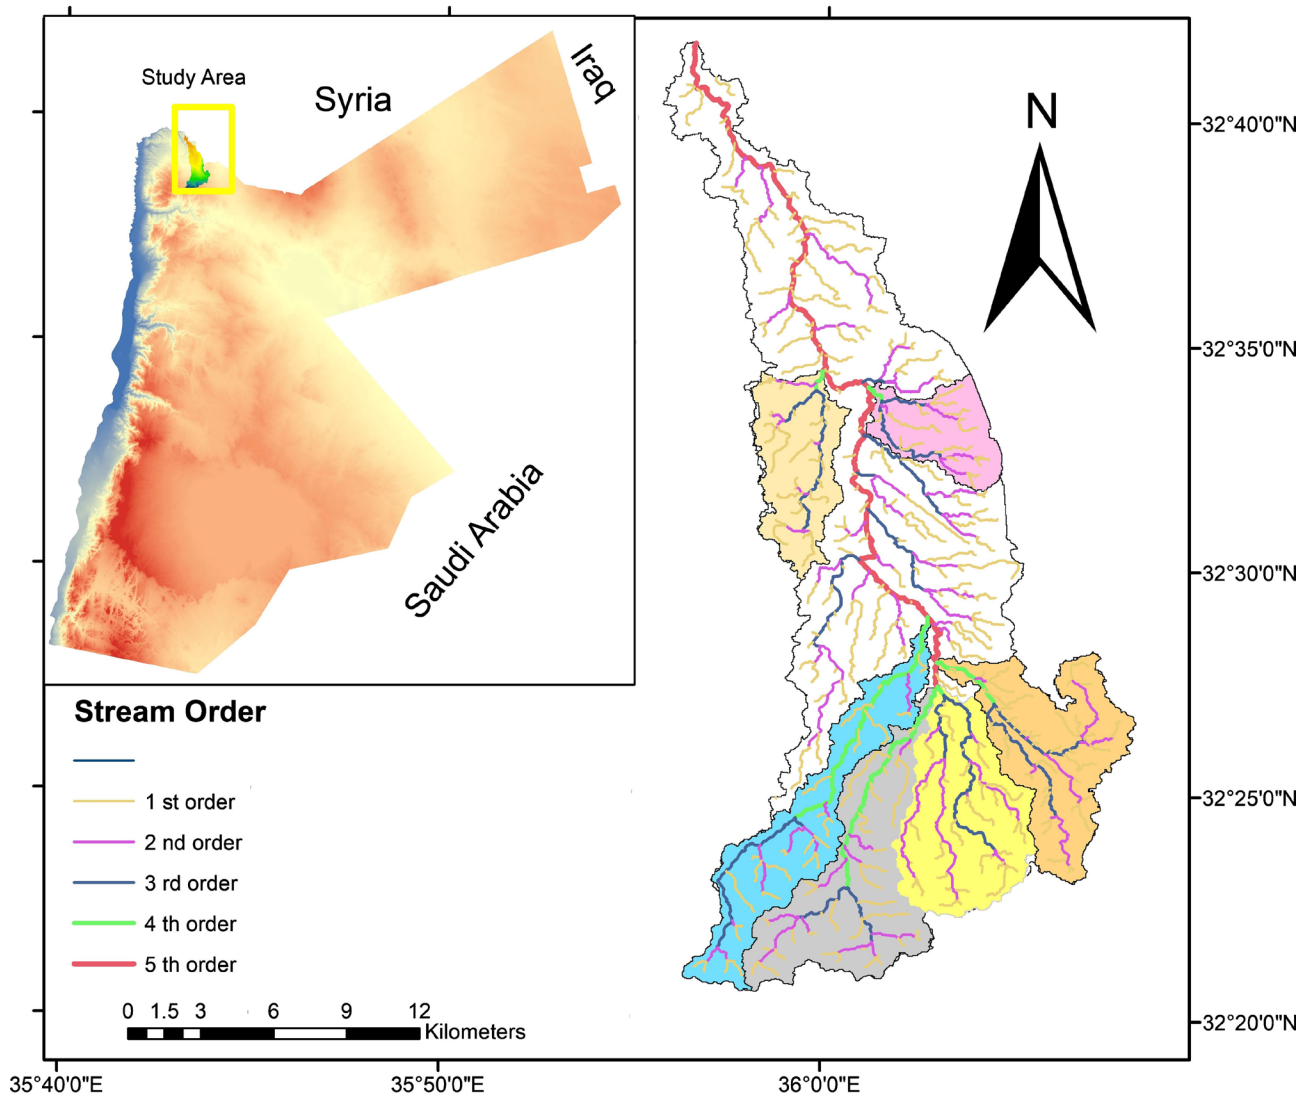 Study Area
Syria
Iraq
Saudi Arabia
N
32°40'0"N
32°35'0"N
32°30'0"N
32°25'0"N
32°20'0"N
Stream Order
1 st order
2 nd order
3 rd order
4 th order
5 th order
0 1.5 3 6 9 12
Kilometers
35°40'0"E 35°50'0"E 36°0'0"E